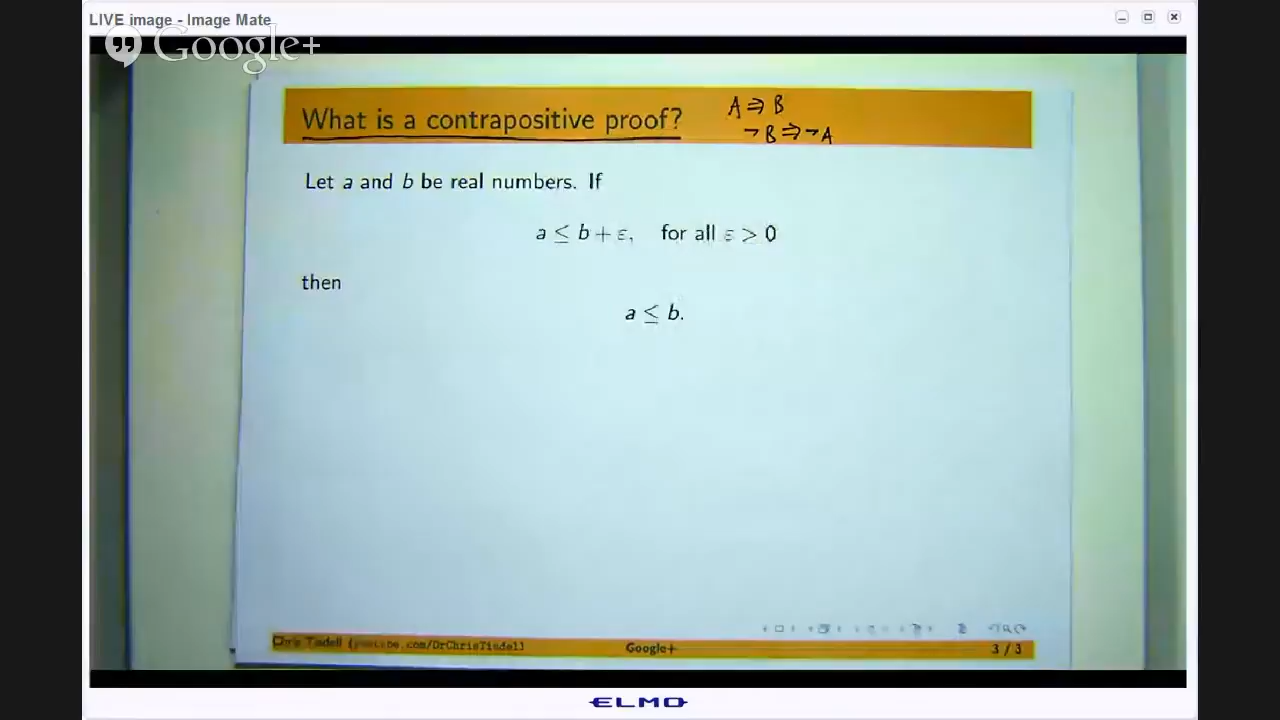 LIVE image - Image Mate
Google+
What is a contrapositive proof?
A ⇒ B
¬B ⇒ ¬A
Let a and b be real numbers. If
a ≤ b + ε, for all ε > 0
then
a ≤ b.
Chris Tisdell (youtube.com/DrChrisTisdell
Google+
3 / 3
ELMO